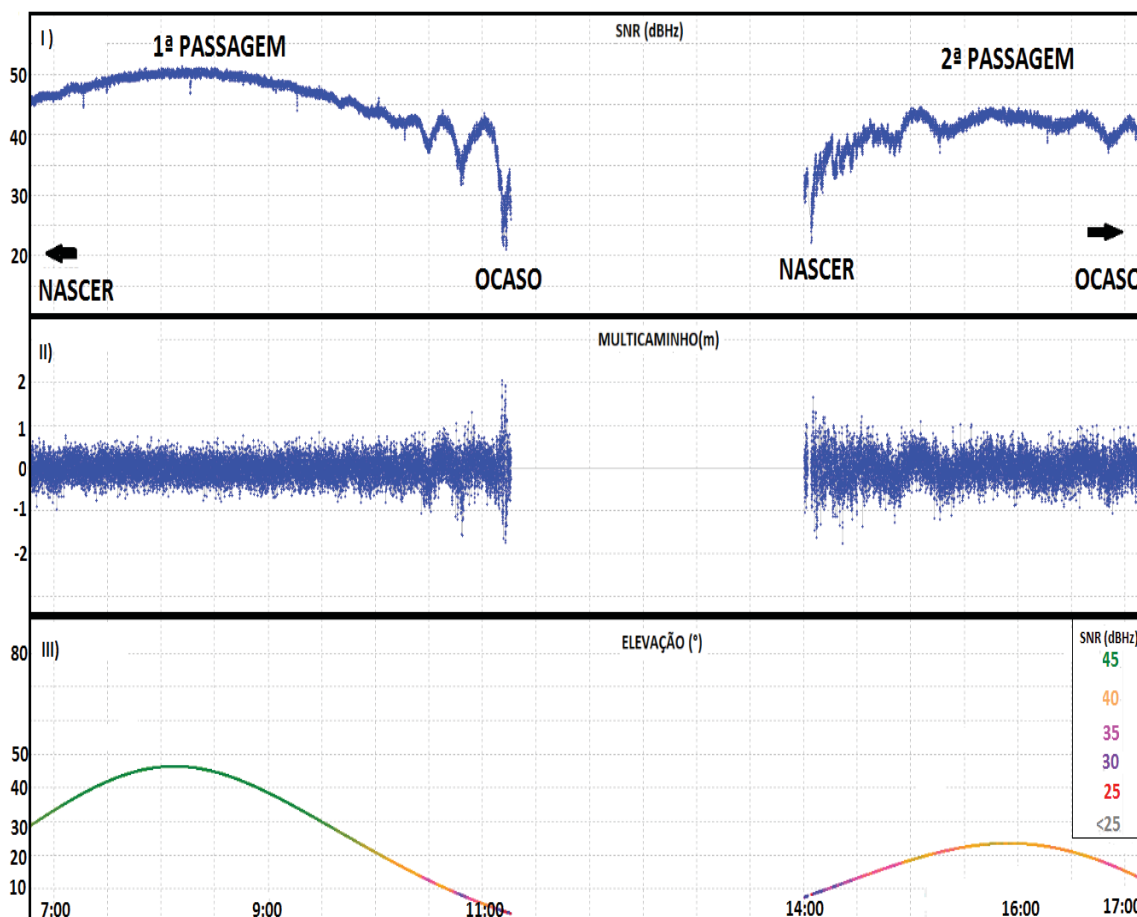 I )
SNR (dBHz)
1ª PASSAGEM
2ª PASSAGEM
50
40
30
20
NASCER
OCASO
NASCER
OCASO
II)
MULTICAMINHO(m)
2
1
0
-1
-2
III)
ELEVAÇÃO (°)
80
50
40
30
20
10
SNR (dBHz)
45
40
35
30
25
<25
7:00 9:00 11:00 14:00 16:00 17:00